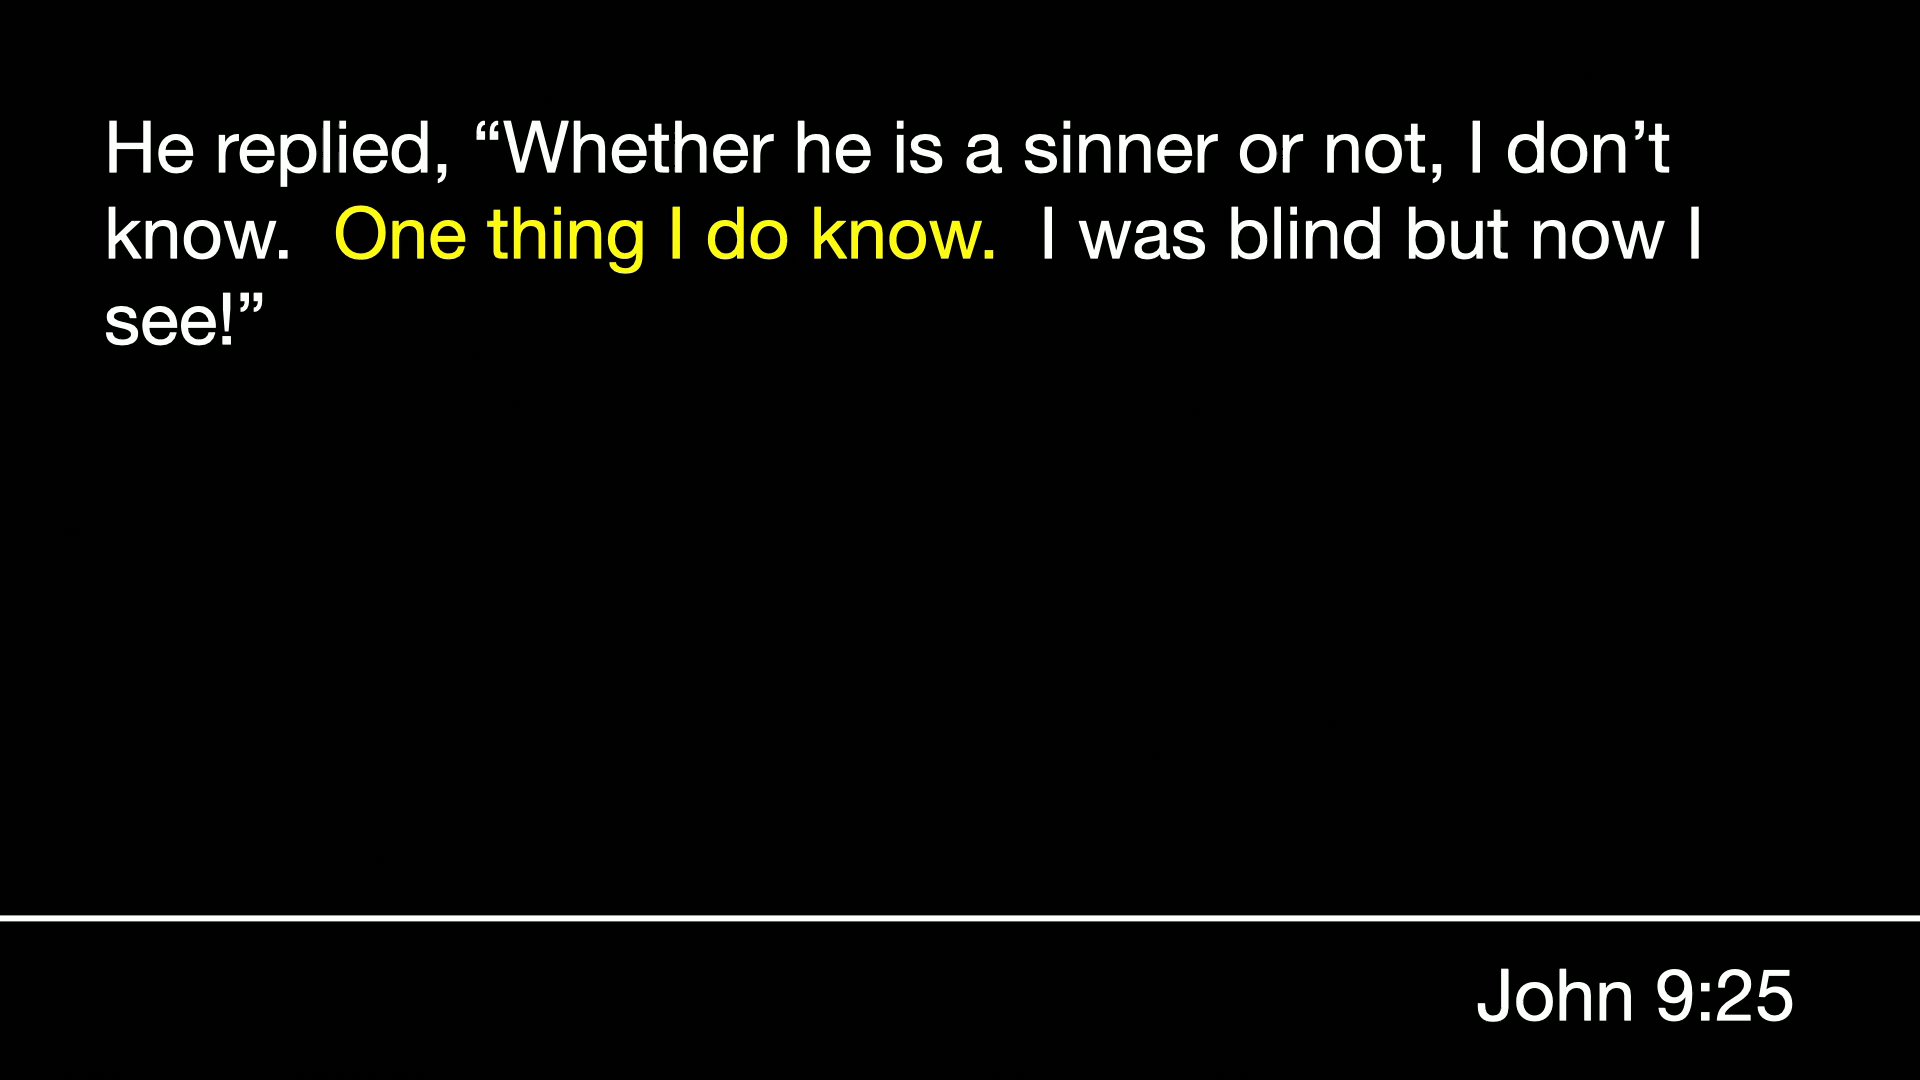 He replied, “Whether he is a sinner or not, I don’t
know.  One thing I do know.  I was blind but now I
see!”
John 9:25